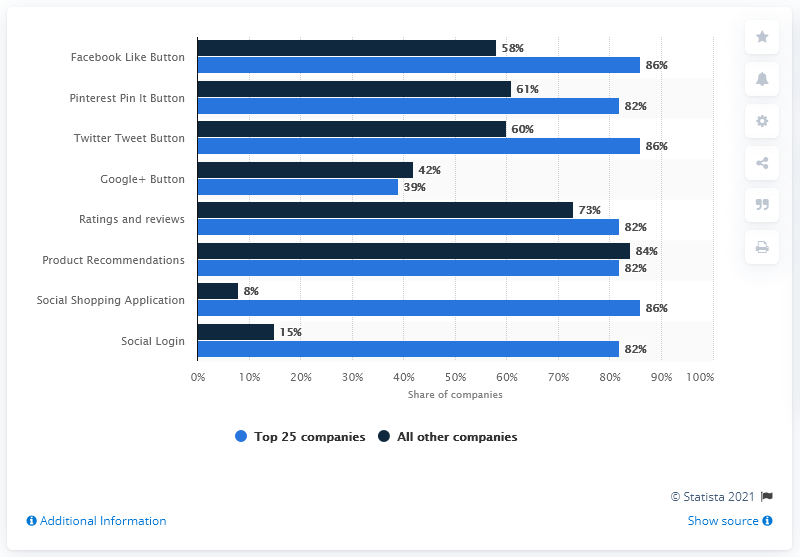 Facebook Like Button
58%
86%
Pinterest Pin It Button
61%
82%
Twitter Tweet Button
60%
86%
Google+ Button
42%
39%
Ratings and reviews
73%
82%
Product Recommendations
84%
82%
Social Shopping Application
8%
86%
Social Login
15%
82%
0% 10% 20% 30% 40% 50% 60% 70% 80% 90% 100%
Share of companies
Top 25 companies All other companies
© Statista 2021
Additional Information
Show source